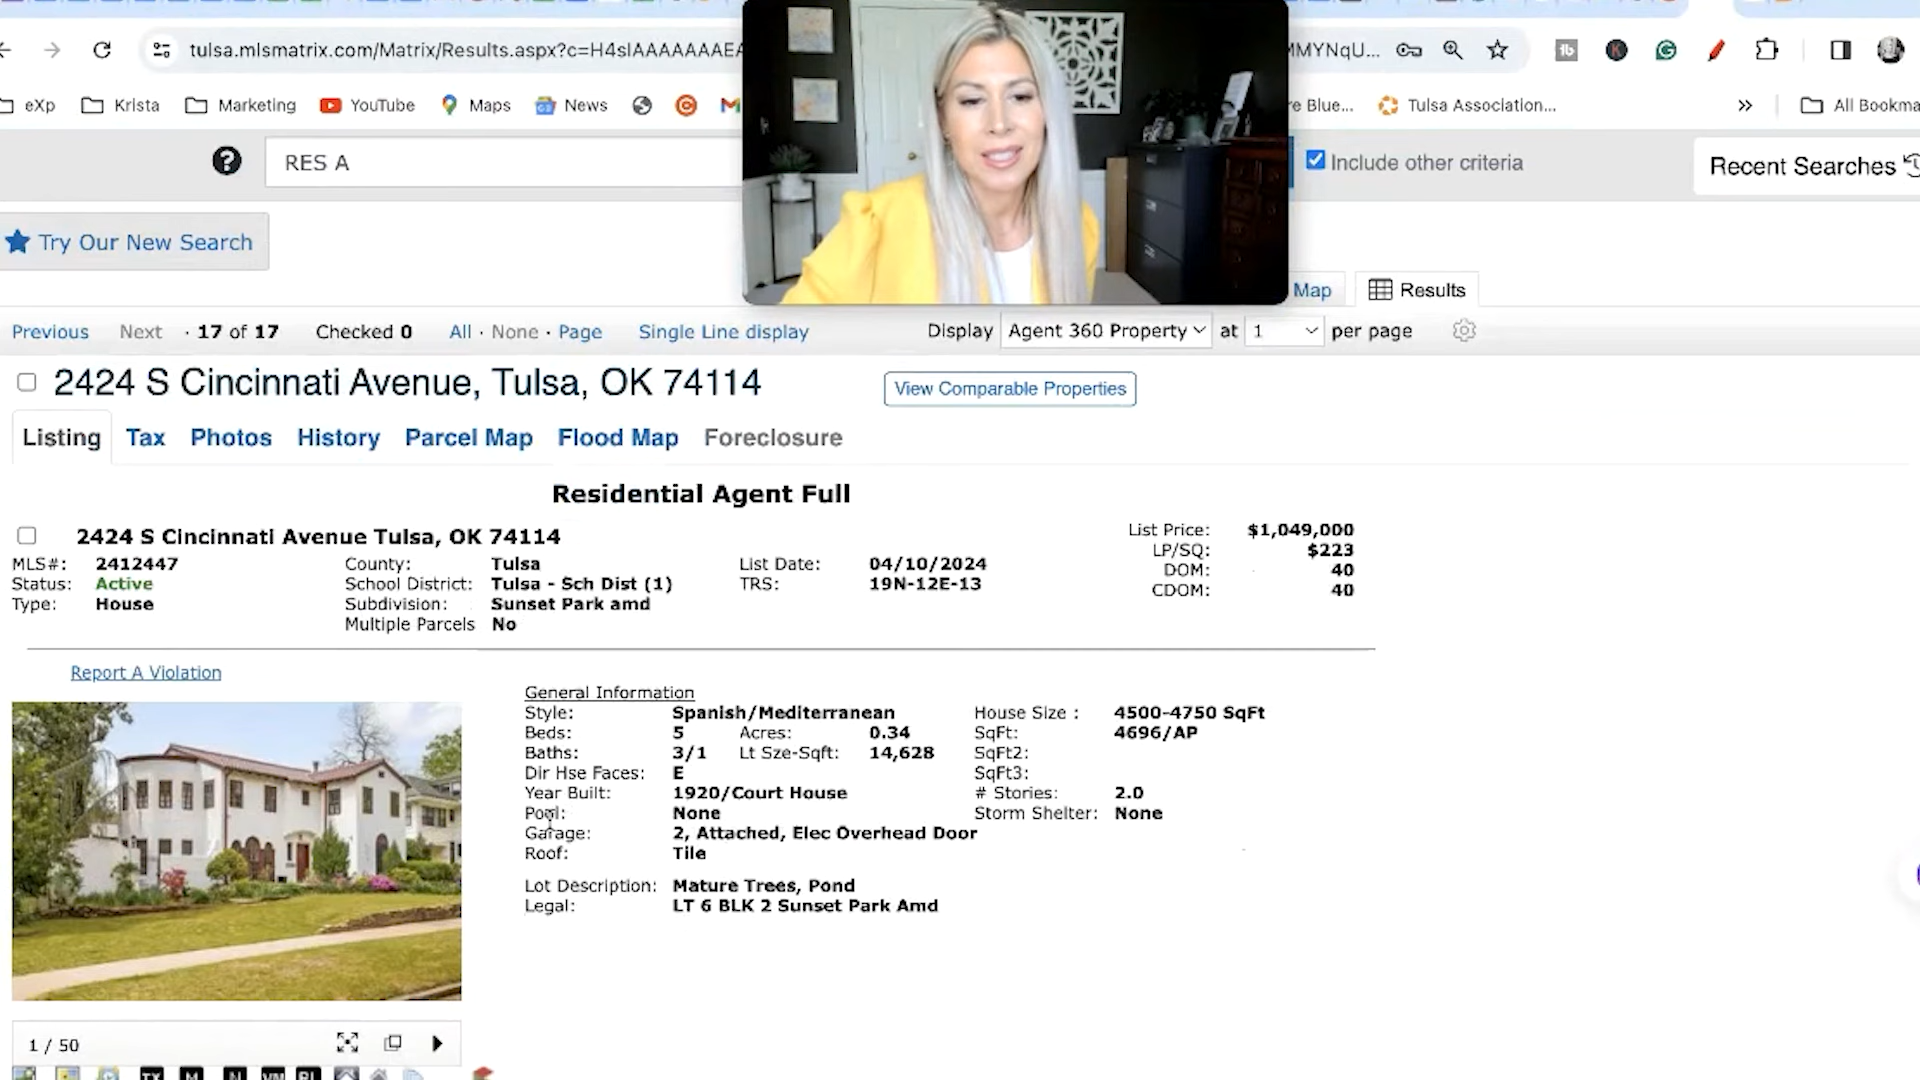 tulsa.mlsmatrix.com/Matrix/Results.aspx?c=H4sIAAAAAAAEA MMYNqU...
eXp Krista Marketing YouTube Maps News re Blue... Tulsa Association... » All Bookma
RES A Include other criteria Recent Searches
Try Our New Search
Map Results
Previous Next · 17 of 17 Checked 0 All · None · Page Single Line display Display Agent 360 Property at 1 per page
2424 S Cincinnati Avenue, Tulsa, OK 74114 View Comparable Properties
Listing Tax Photos History Parcel Map Flood Map Foreclosure
Residential Agent Full
2424 S Cincinnati Avenue Tulsa, OK 74114 List Price: $1,049,000
LP/SQ: $223
MLS#: 2412447 County: Tulsa List Date: 04/10/2024 DOM: 40
Status: Active School District: Tulsa - Sch Dist (1) TRS: 19N-12E-13 CDOM: 40
Type: House Subdivision: Sunset Park amd
Multiple Parcels No
Report A Violation
General Information
Style: Spanish/Mediterranean House Size : 4500-4750 SqFt
Beds: 5 Acres: 0.34 SqFt: 4696/AP
Baths: 3/1 Lt Sze-Sqft: 14,628 SqFt2:
Dir Hse Faces: E SqFt3:
Year Built: 1920/Court House # Stories: 2.0
Pool: None Storm Shelter: None
Garage: 2, Attached, Elec Overhead Door
Roof: Tile
Lot Description: Mature Trees, Pond
Legal: LT 6 BLK 2 Sunset Park Amd
1 / 50